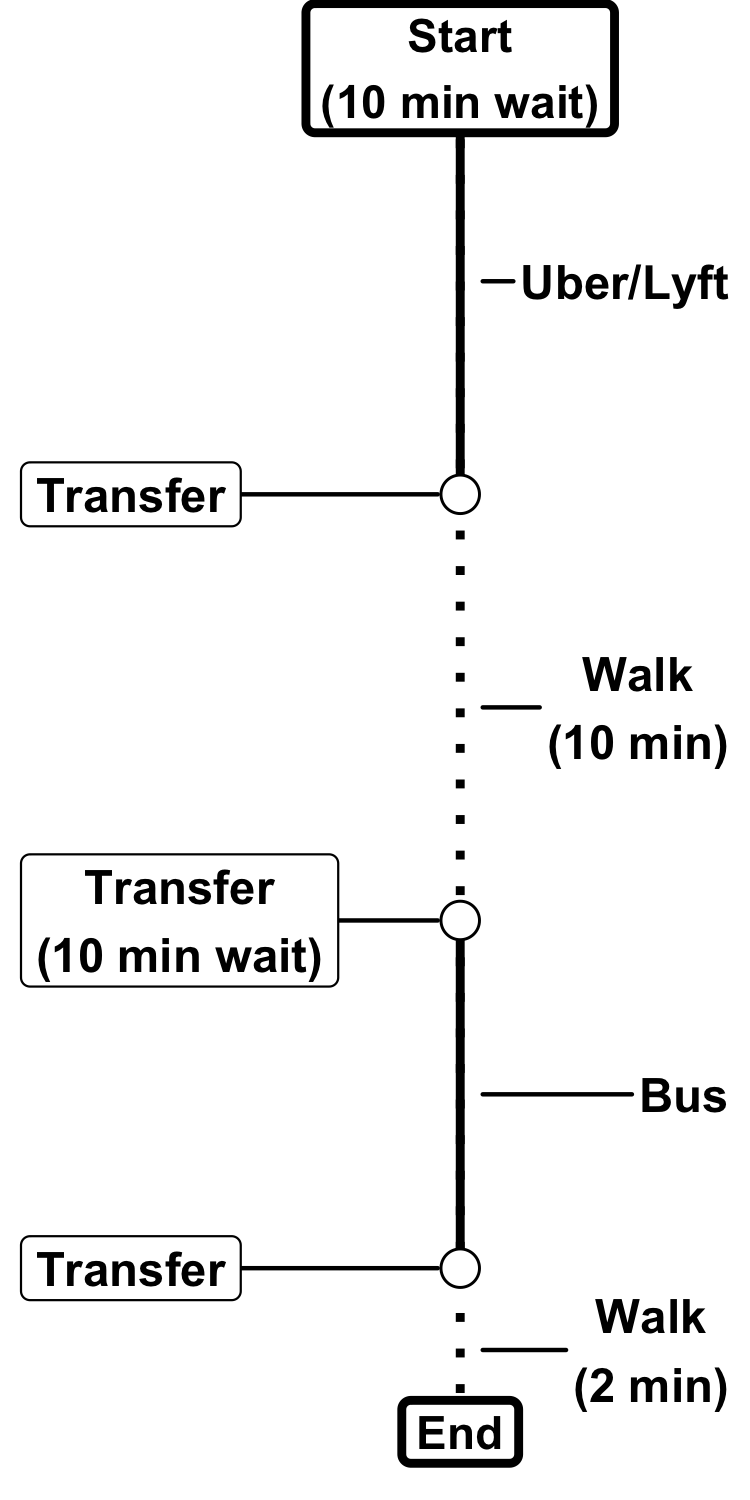 Start
(10 min wait)
Uber/Lyft
Transfer
Walk
(10 min)
Transfer
(10 min wait)
Bus
Transfer
Walk
(2 min)
End